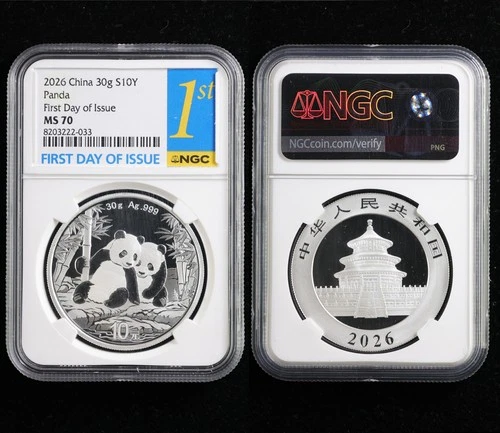 2026 China 30g S10Y
Panda
First Day of Issue
MS 70
8203222-033
FIRST DAY OF ISSUE
1st
NGC
30g Ag.999
10元
NGC
NGCcoin.com/verify
PNG
中华人民共和国
2026